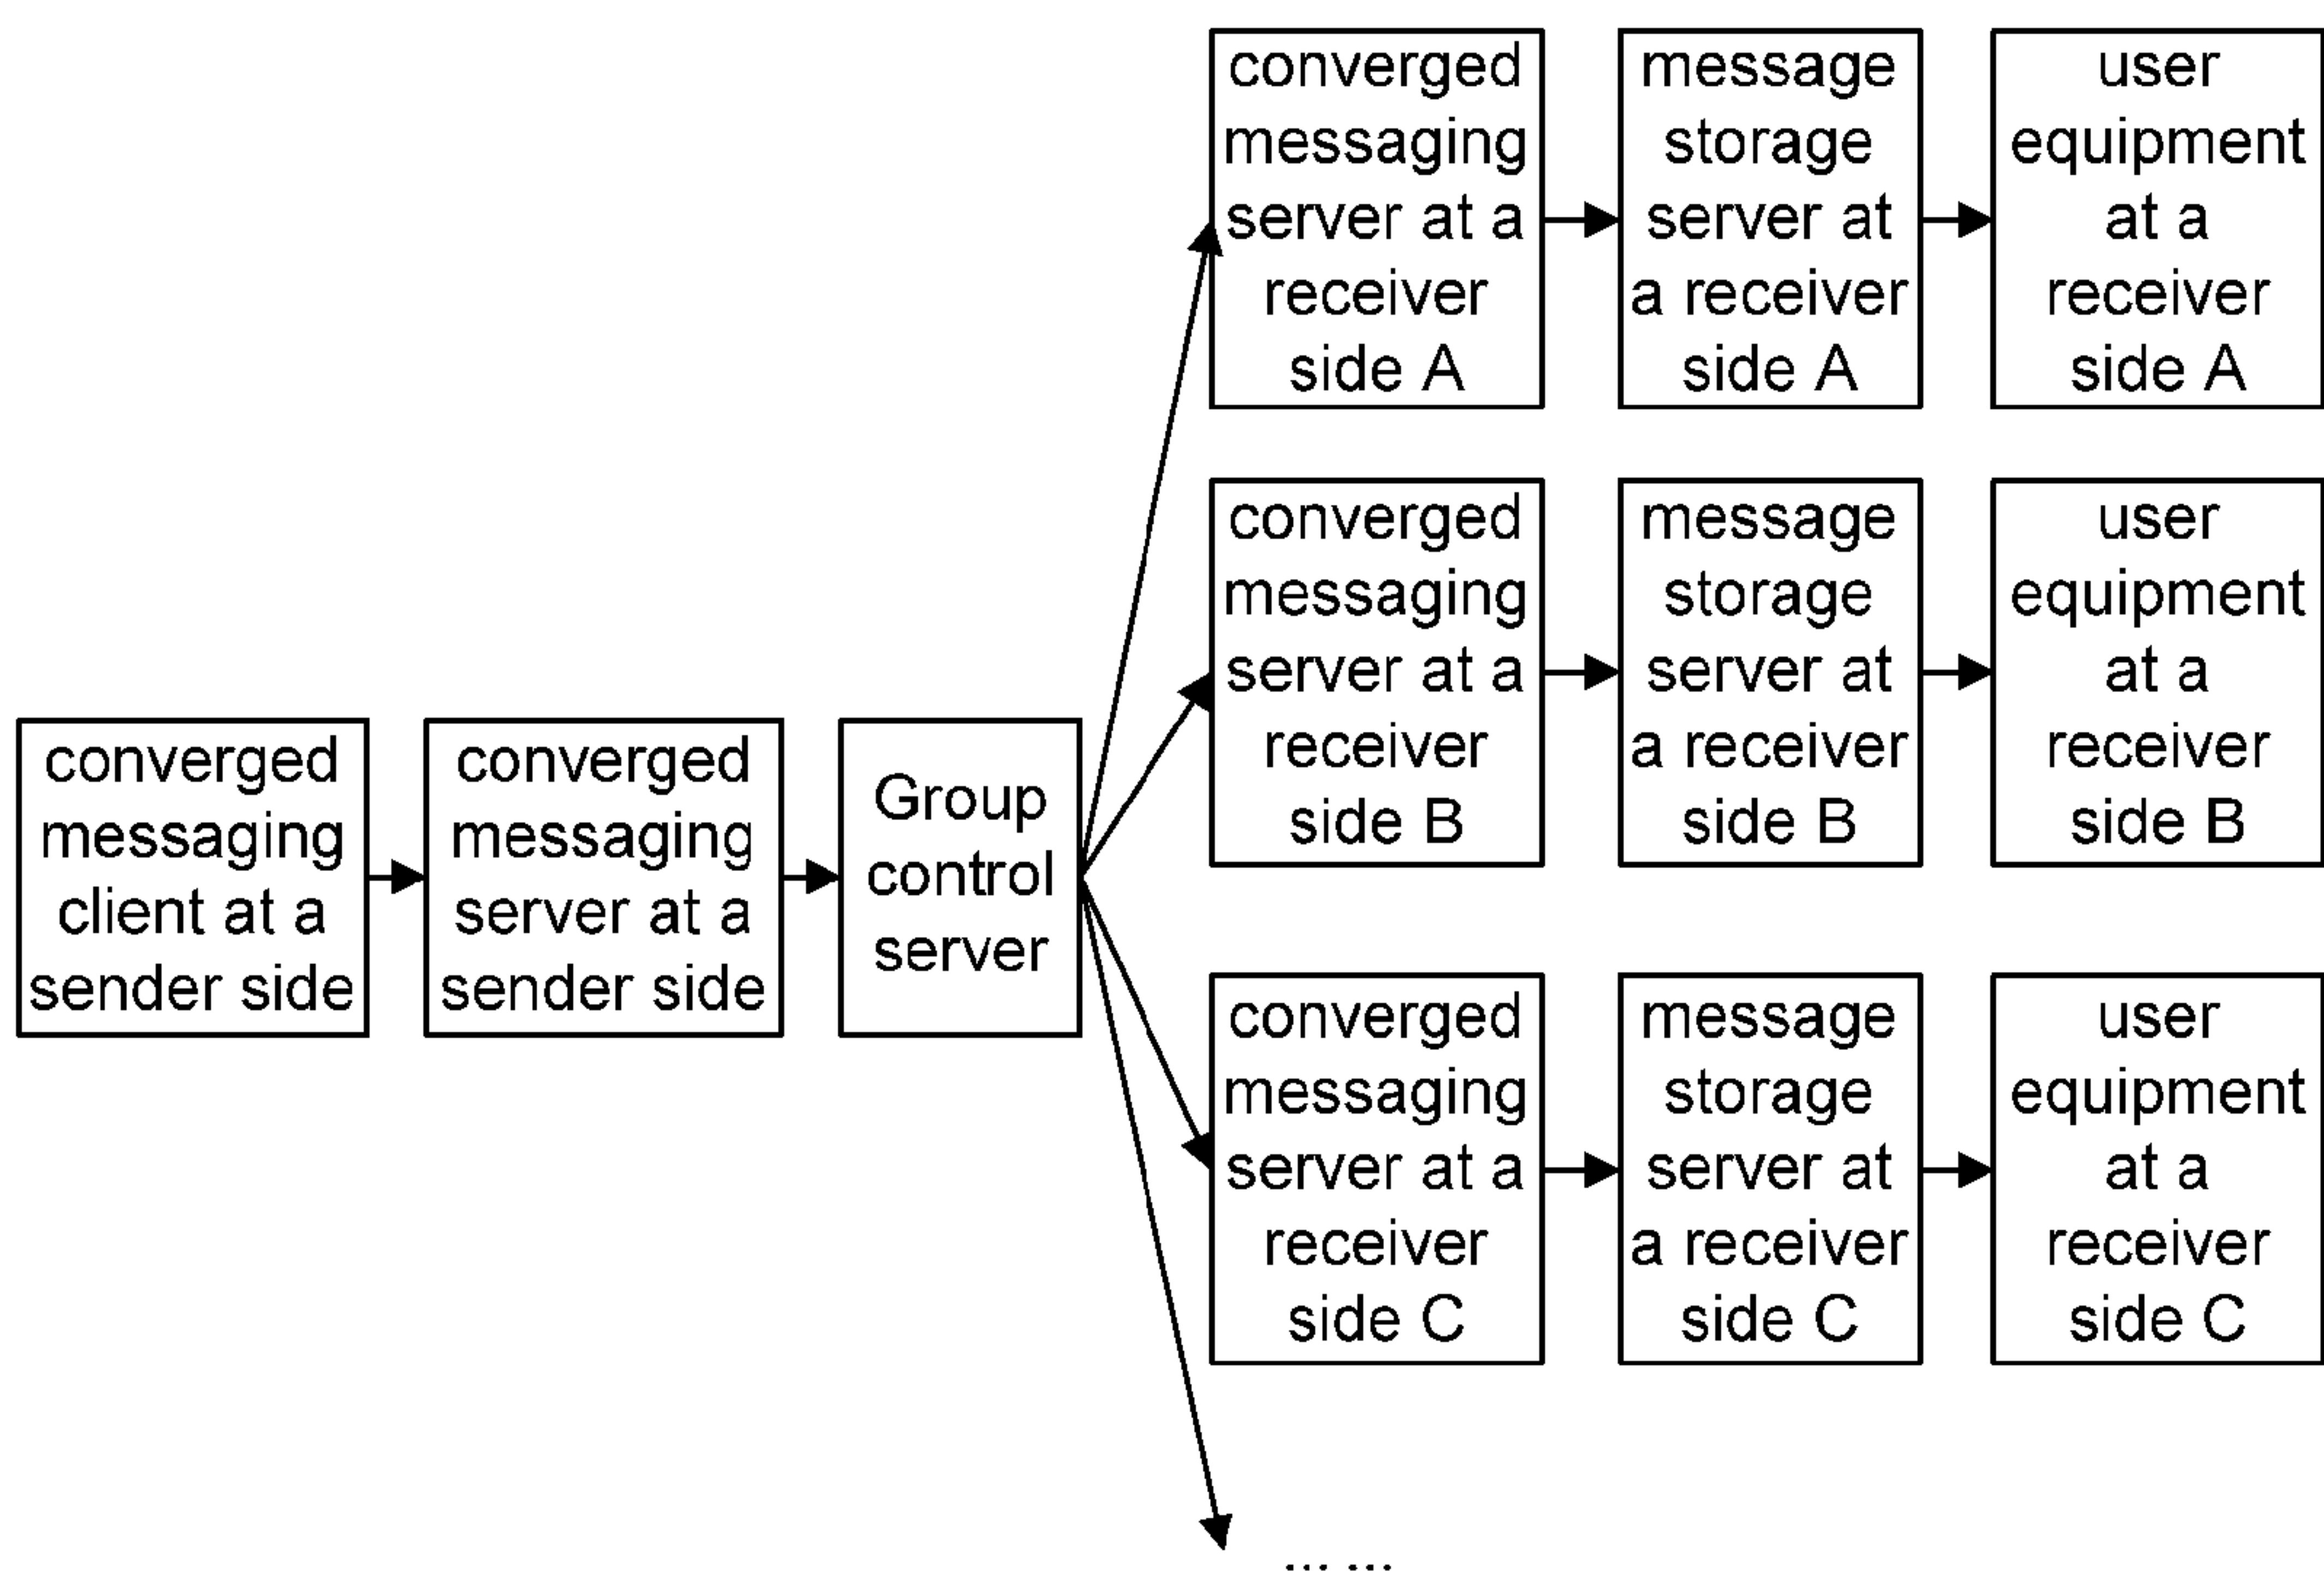 converged
messaging
client at a
sender side
converged
messaging
server at a
sender side
Group
control
server
converged
messaging
server at a
receiver
side A
message
storage
server at
a receiver
side A
user
equipment
at a
receiver
side A
converged
messaging
server at a
receiver
side B
message
storage
server at
a receiver
side B
user
equipment
at a
receiver
side B
converged
messaging
server at a
receiver
side C
message
storage
server at
a receiver
side C
user
equipment
at a
receiver
side C
... ...